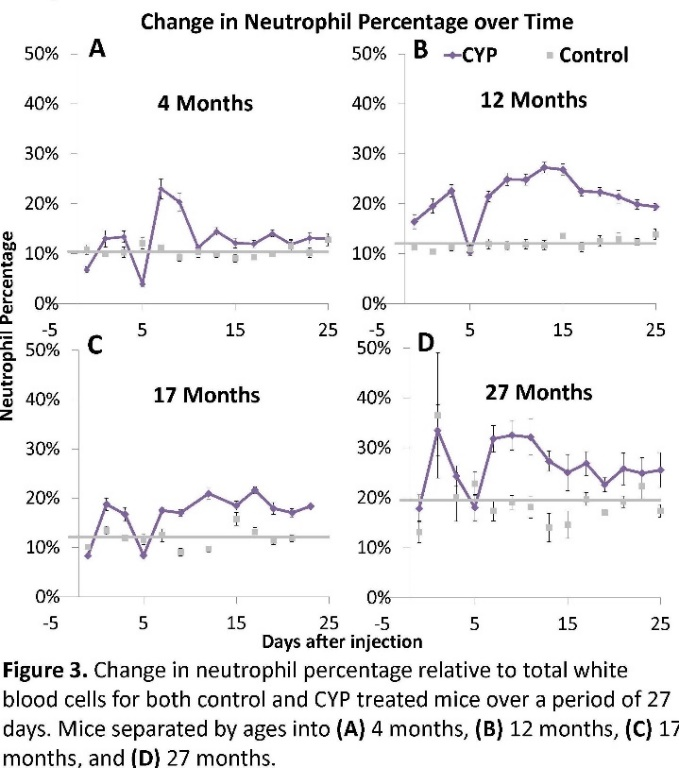 Change in Neutrophil Percentage over Time
A
50%
40%
30%
20%
10%
0%
4 Months
-5
5
15
25
B
CYP
Control
50%
40%
30%
20%
10%
0%
12 Months
-5
5
15
25
Neutrophil Percentage
C
50%
40%
30%
20%
10%
0%
17 Months
-5
5
15
25
D
50%
40%
30%
20%
10%
0%
27 Months
-5
5
15
25
Days after injection
Figure 3. Change in neutrophil percentage relative to total white
blood cells for both control and CYP treated mice over a period of 27
days. Mice separated by ages into (A) 4 months, (B) 12 months, (C) 17
months, and (D) 27 months.